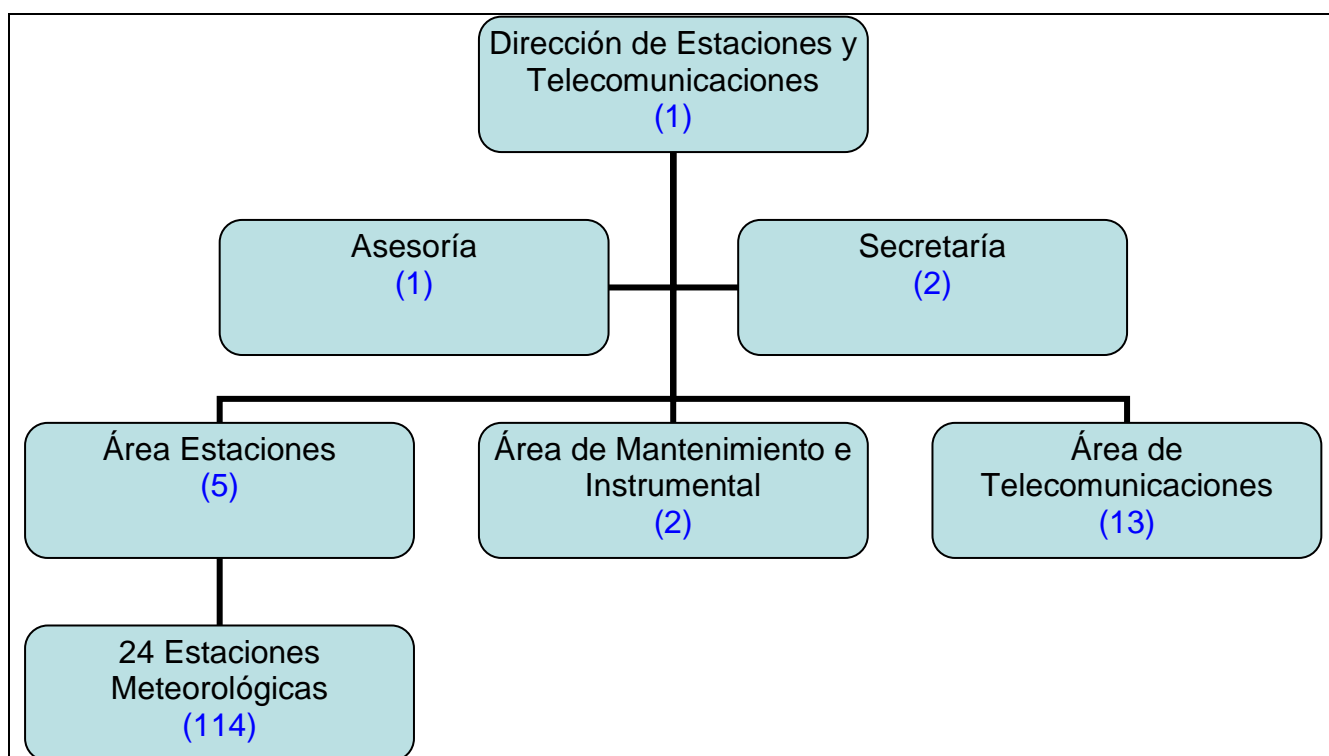 Dirección de Estaciones y
Telecomunicaciones
(1)
Asesoría
(1)
Secretaría
(2)
Área Estaciones
(5)
Área de Mantenimiento e
Instrumental
(2)
Área de
Telecomunicaciones
(13)
24 Estaciones
Meteorológicas
(114)